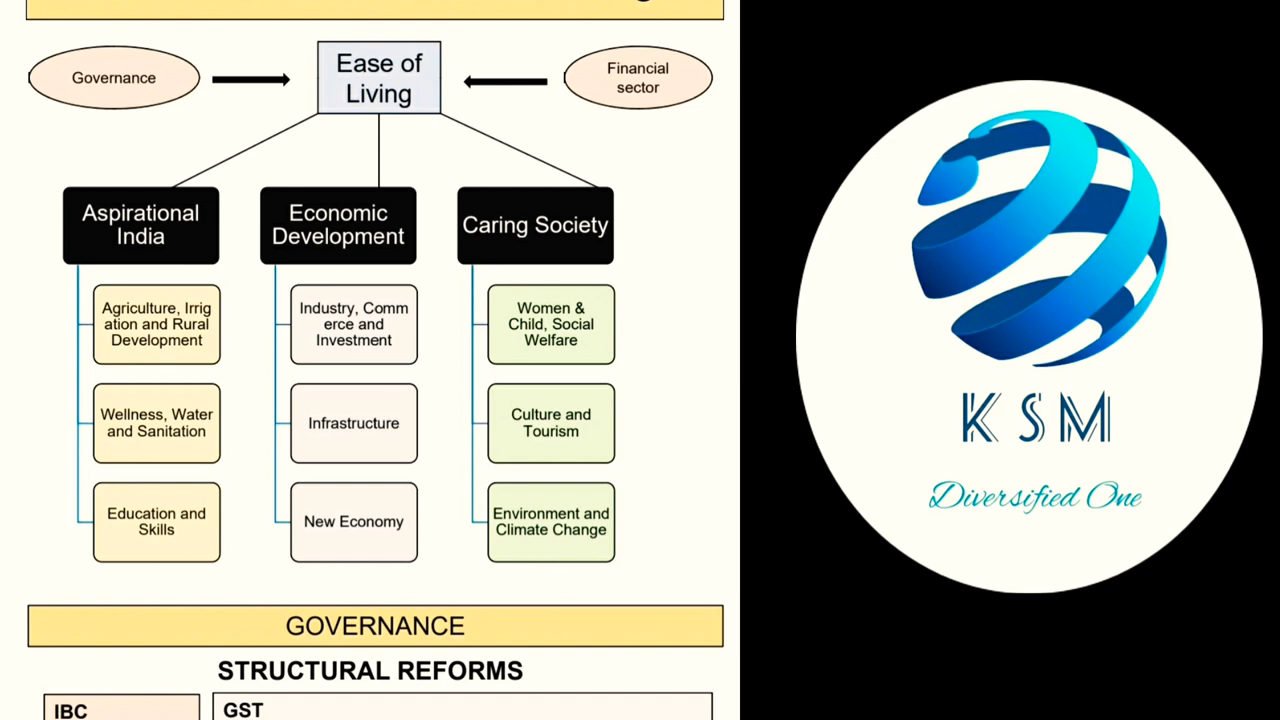 Governance
Ease of
Living
Financial
sector
Aspirational
India
Economic
Development
Caring Society
Agriculture, Irrig
ation and Rural
Development
Industry, Comm
erce and
Investment
Women &
Child, Social
Welfare
Wellness, Water
and Sanitation
Infrastructure
Culture and
Tourism
Education and
Skills
New Economy
Environment and
Climate Change
GOVERNANCE
STRUCTURAL REFORMS
IBC
GST
KSM
Diversified One